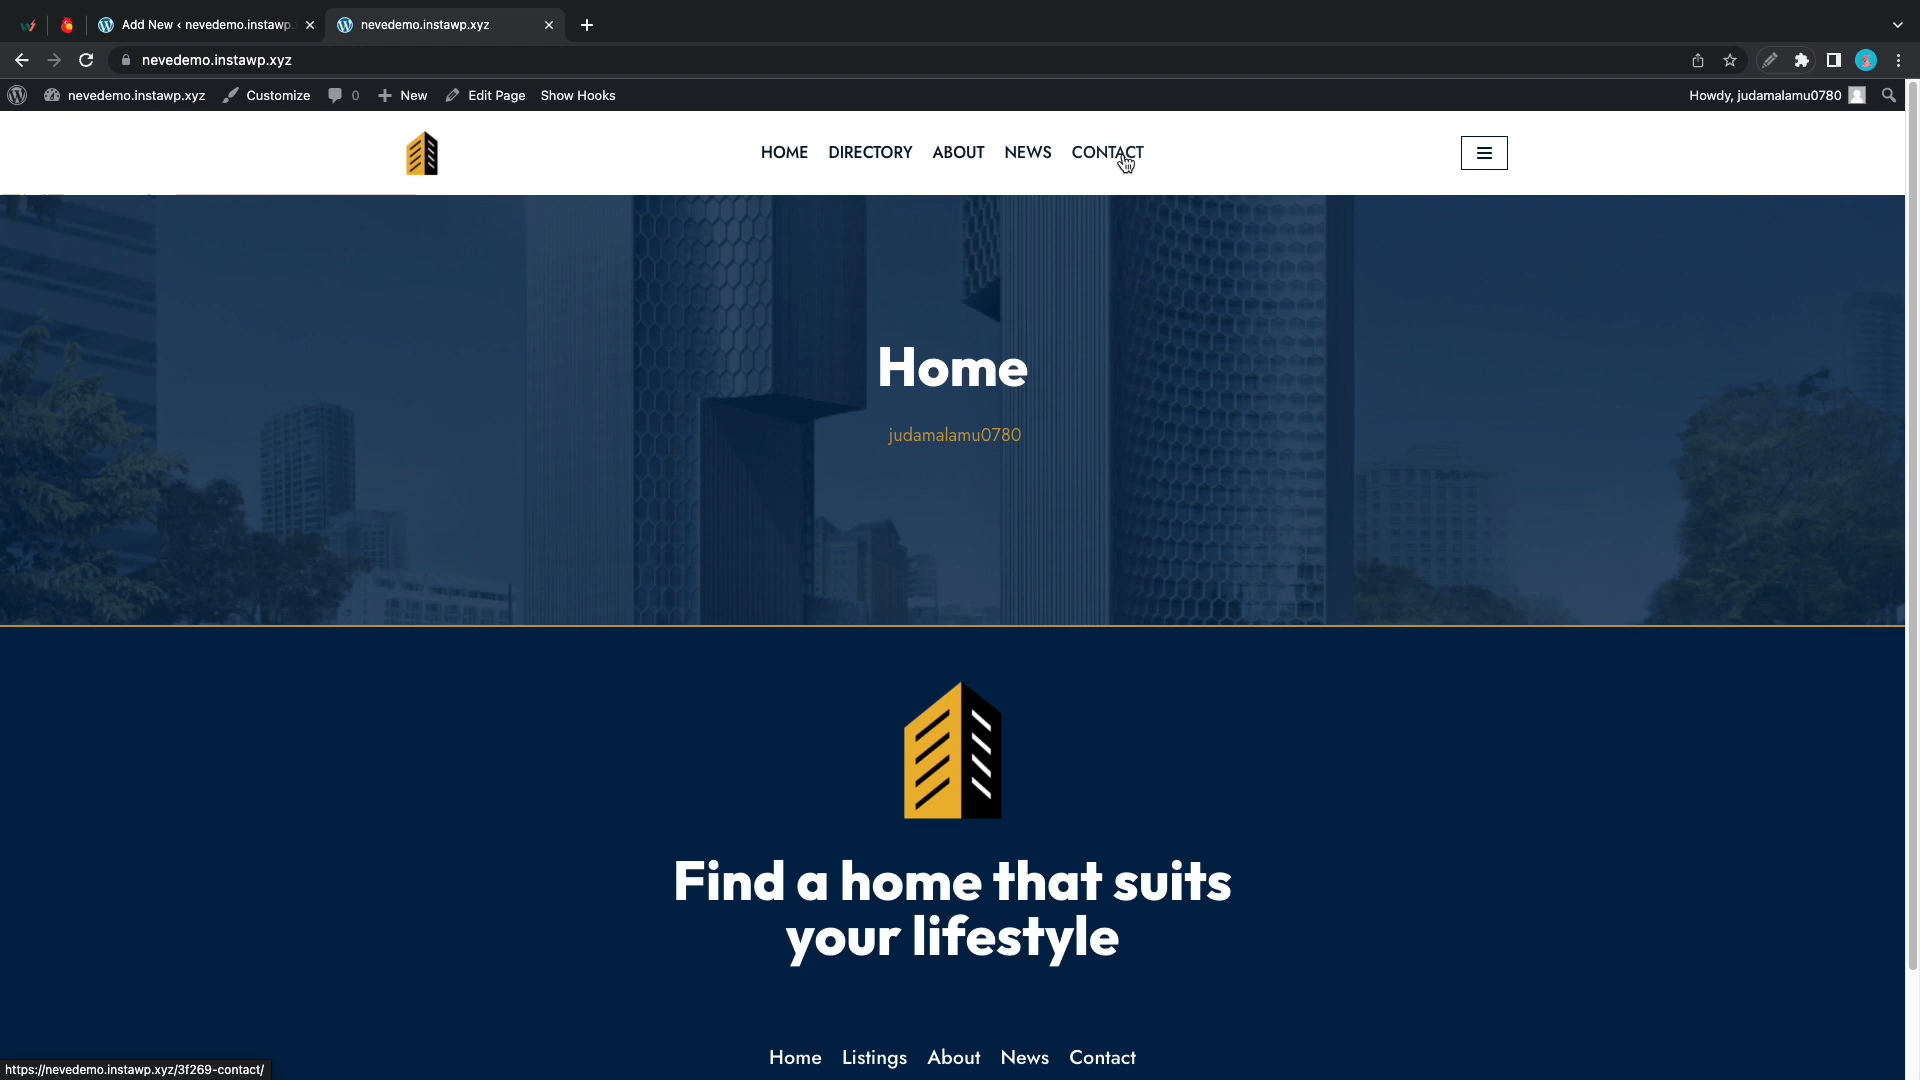 Add New ‹ nevedemo.instawp.
nevedemo.instawp.xyz
nevedemo.instawp.xyz
nevedemo.instawp.xyz Customize 0 New Edit Page Show Hooks Howdy, judamalamu0780
HOME DIRECTORY ABOUT NEWS CONTACT
Home
judamalamu0780
Find a home that suits
your lifestyle
Home Listings About News Contact
https://nevedemo.instawp.xyz/3f269-contact/